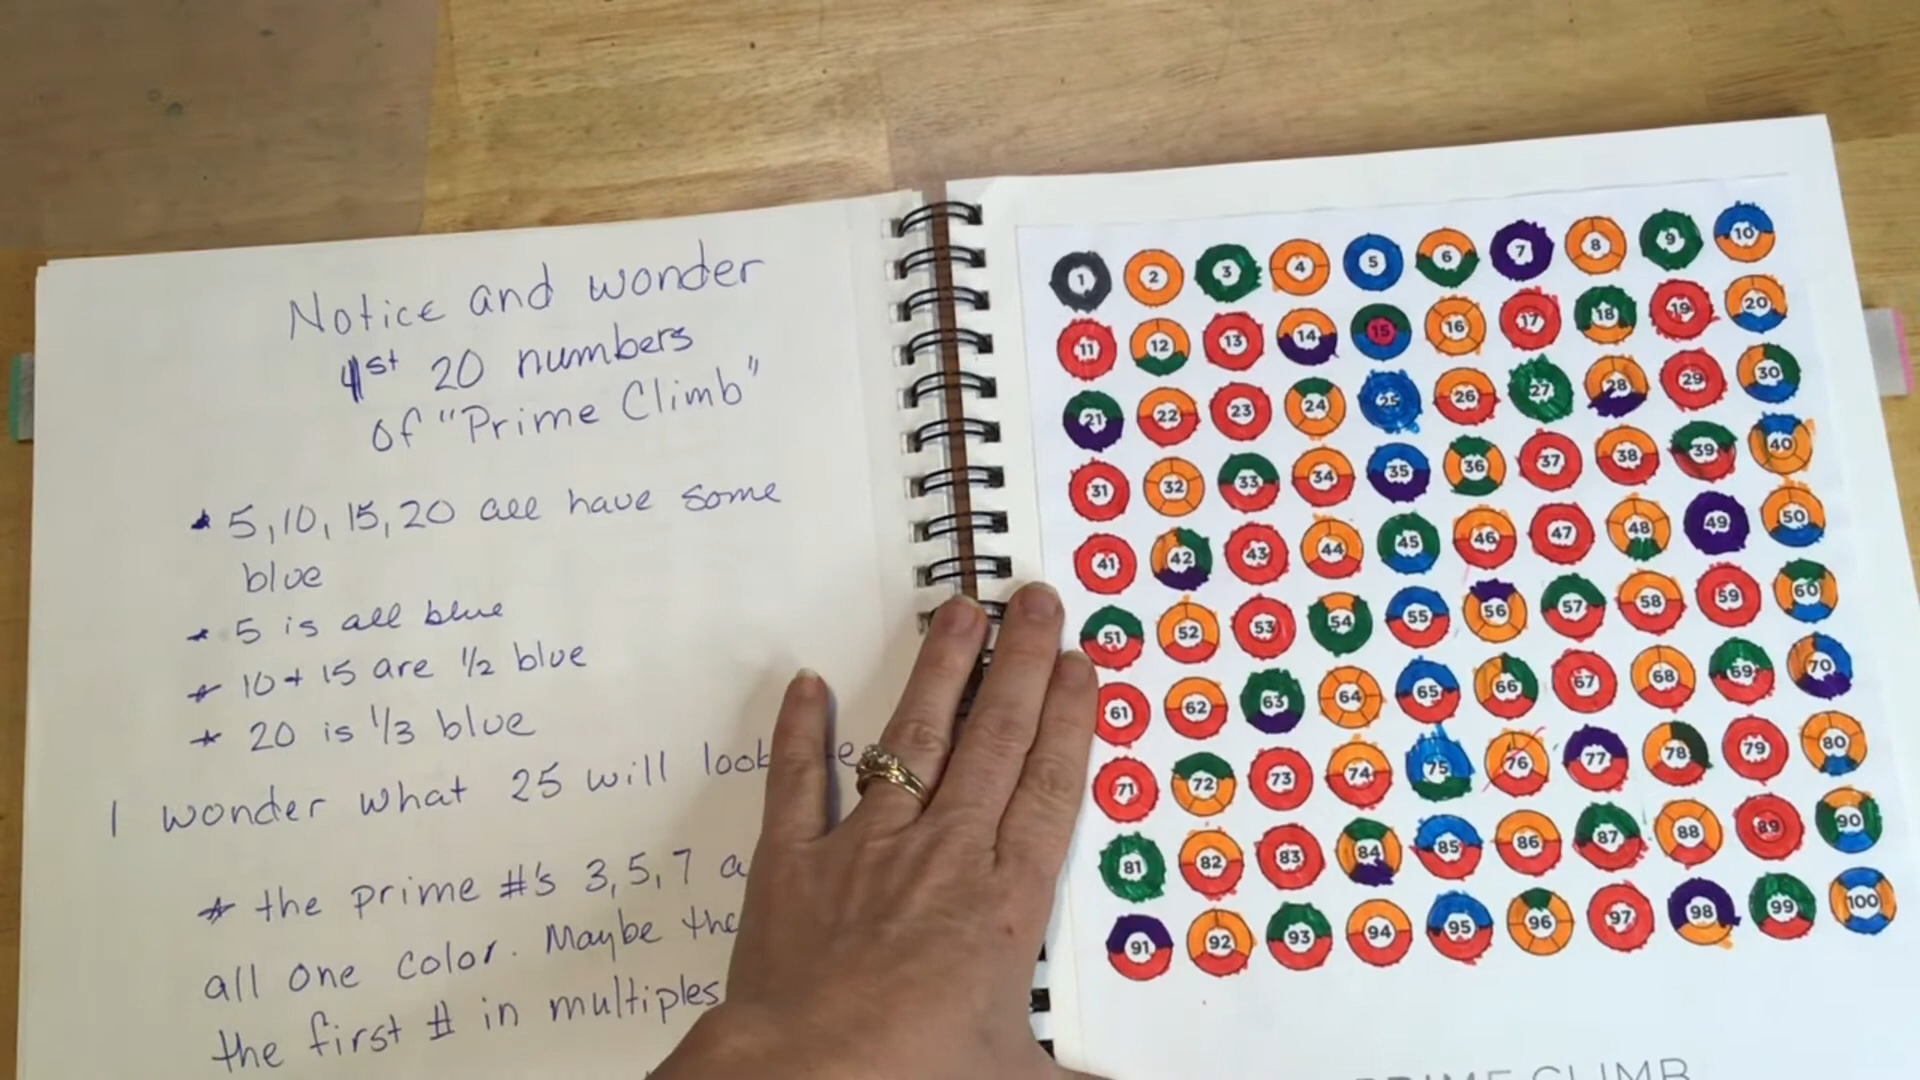 Notice and wonder
1st 20 numbers
of "Prime Climb"
* 5, 10, 15, 20 all have some
blue
* 5 is all blue
* 10 + 15 are 1/2 blue
* 20 is 1/3 blue
I wonder what 25 will look
* the prime #'s 3, 5, 7
all one color. Maybe
the first # in multiples
1 2 3 4 5 6 7 8 9 10
11 12 13 14 15 16 17 18 19 20
21 22 23 24 25 26 27 28 29 30
31 32 33 34 35 36 37 38 39 40
41 42 43 44 45 46 47 48 49 50
51 52 53 54 55 56 57 58 59 60
61 62 63 64 65 66 67 68 69 70
71 72 73 74 75 76 77 78 79 80
81 82 83 84 85 86 87 88 89 90
91 92 93 94 95 96 97 98 99 100
PRIME CLIMB